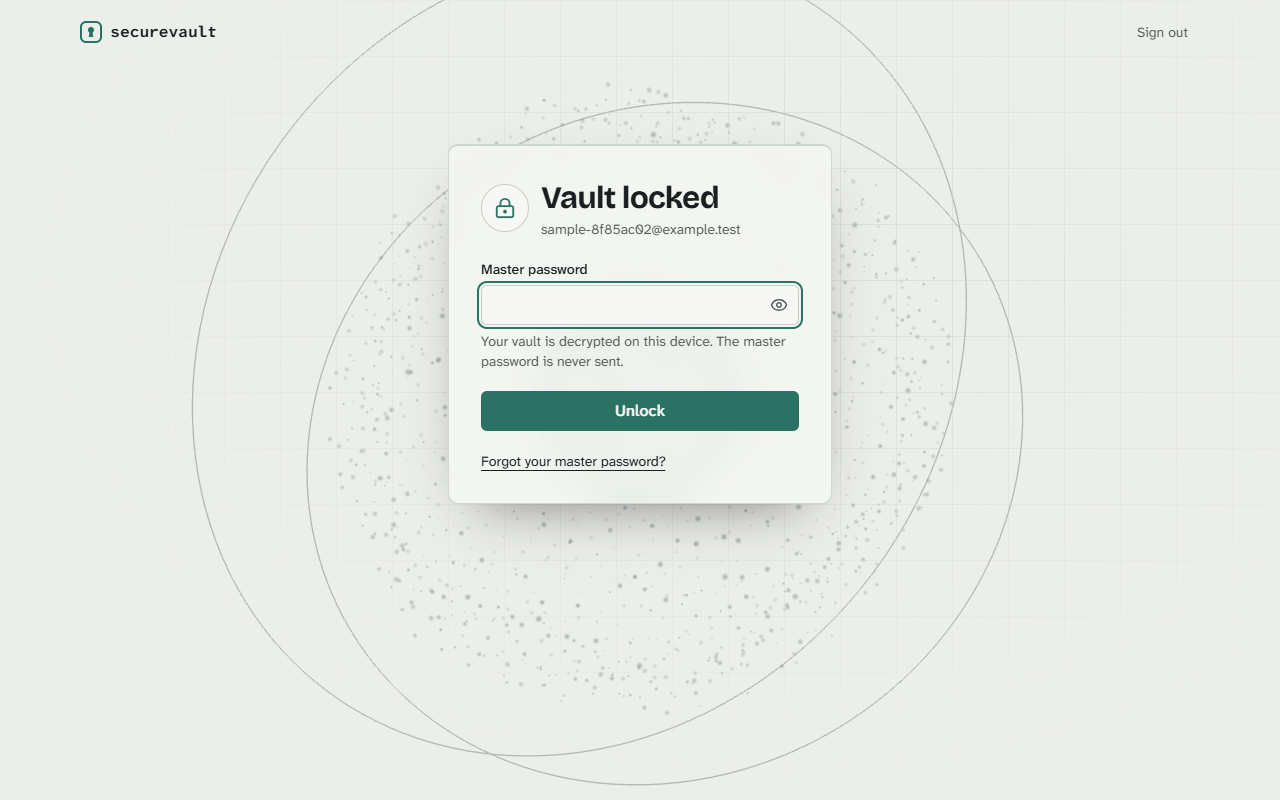 securevault
Sign out
Vault locked
sample-8f85ac02@example.test
Master password
Your vault is decrypted on this device. The master
password is never sent.
Unlock
Forgot your master password?